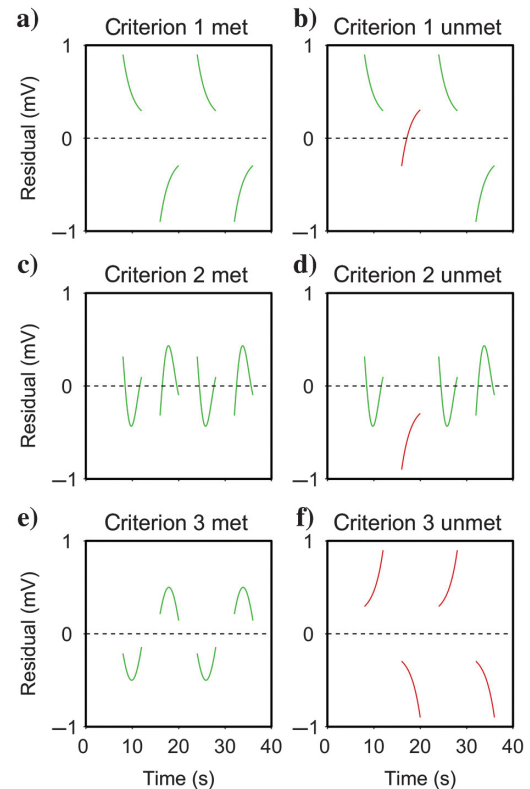 a) Criterion 1 met
b) Criterion 1 unmet
1
0
–1
Residual (mV)
c) Criterion 2 met
d) Criterion 2 unmet
1
0
–1
Residual (mV)
e) Criterion 3 met
f) Criterion 3 unmet
1
0
–1
Residual (mV)
0 10 20 30 40
10 20 30 40
Time (s)
Time (s)